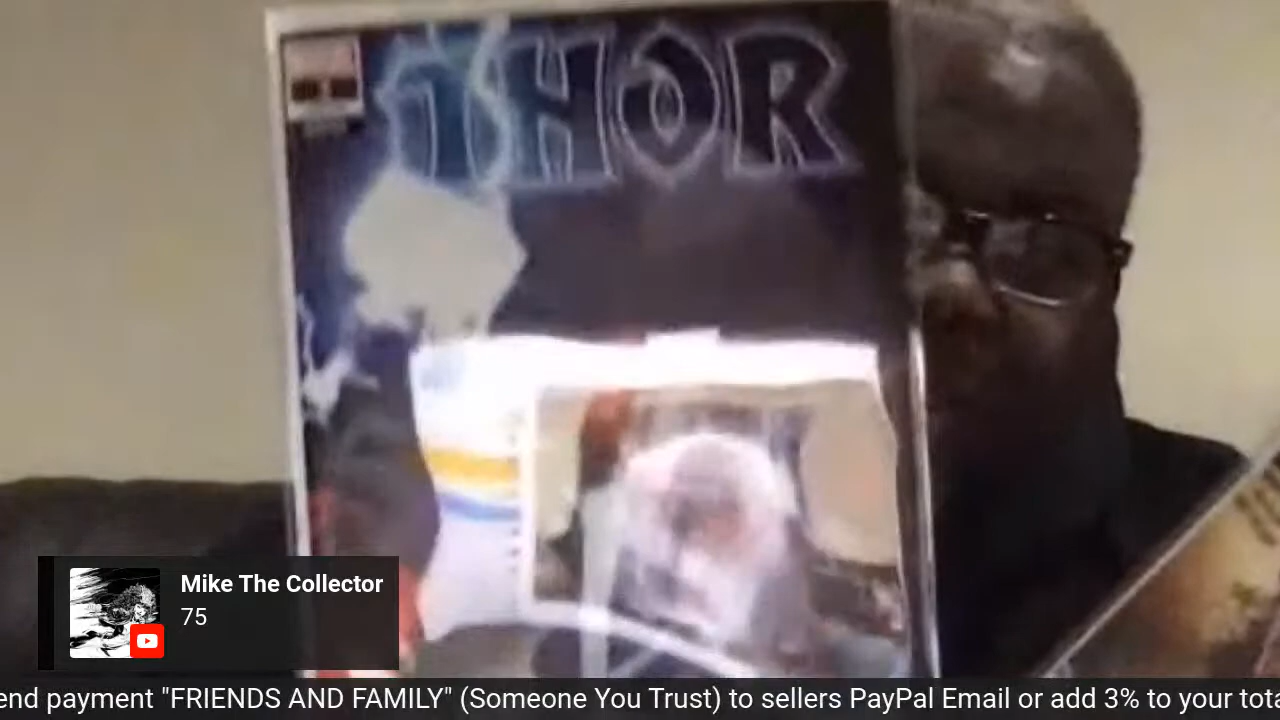 THOR
Mike The Collector
75
end payment "FRIENDS AND FAMILY" (Someone You Trust) to sellers PayPal Email or add 3% to your tota